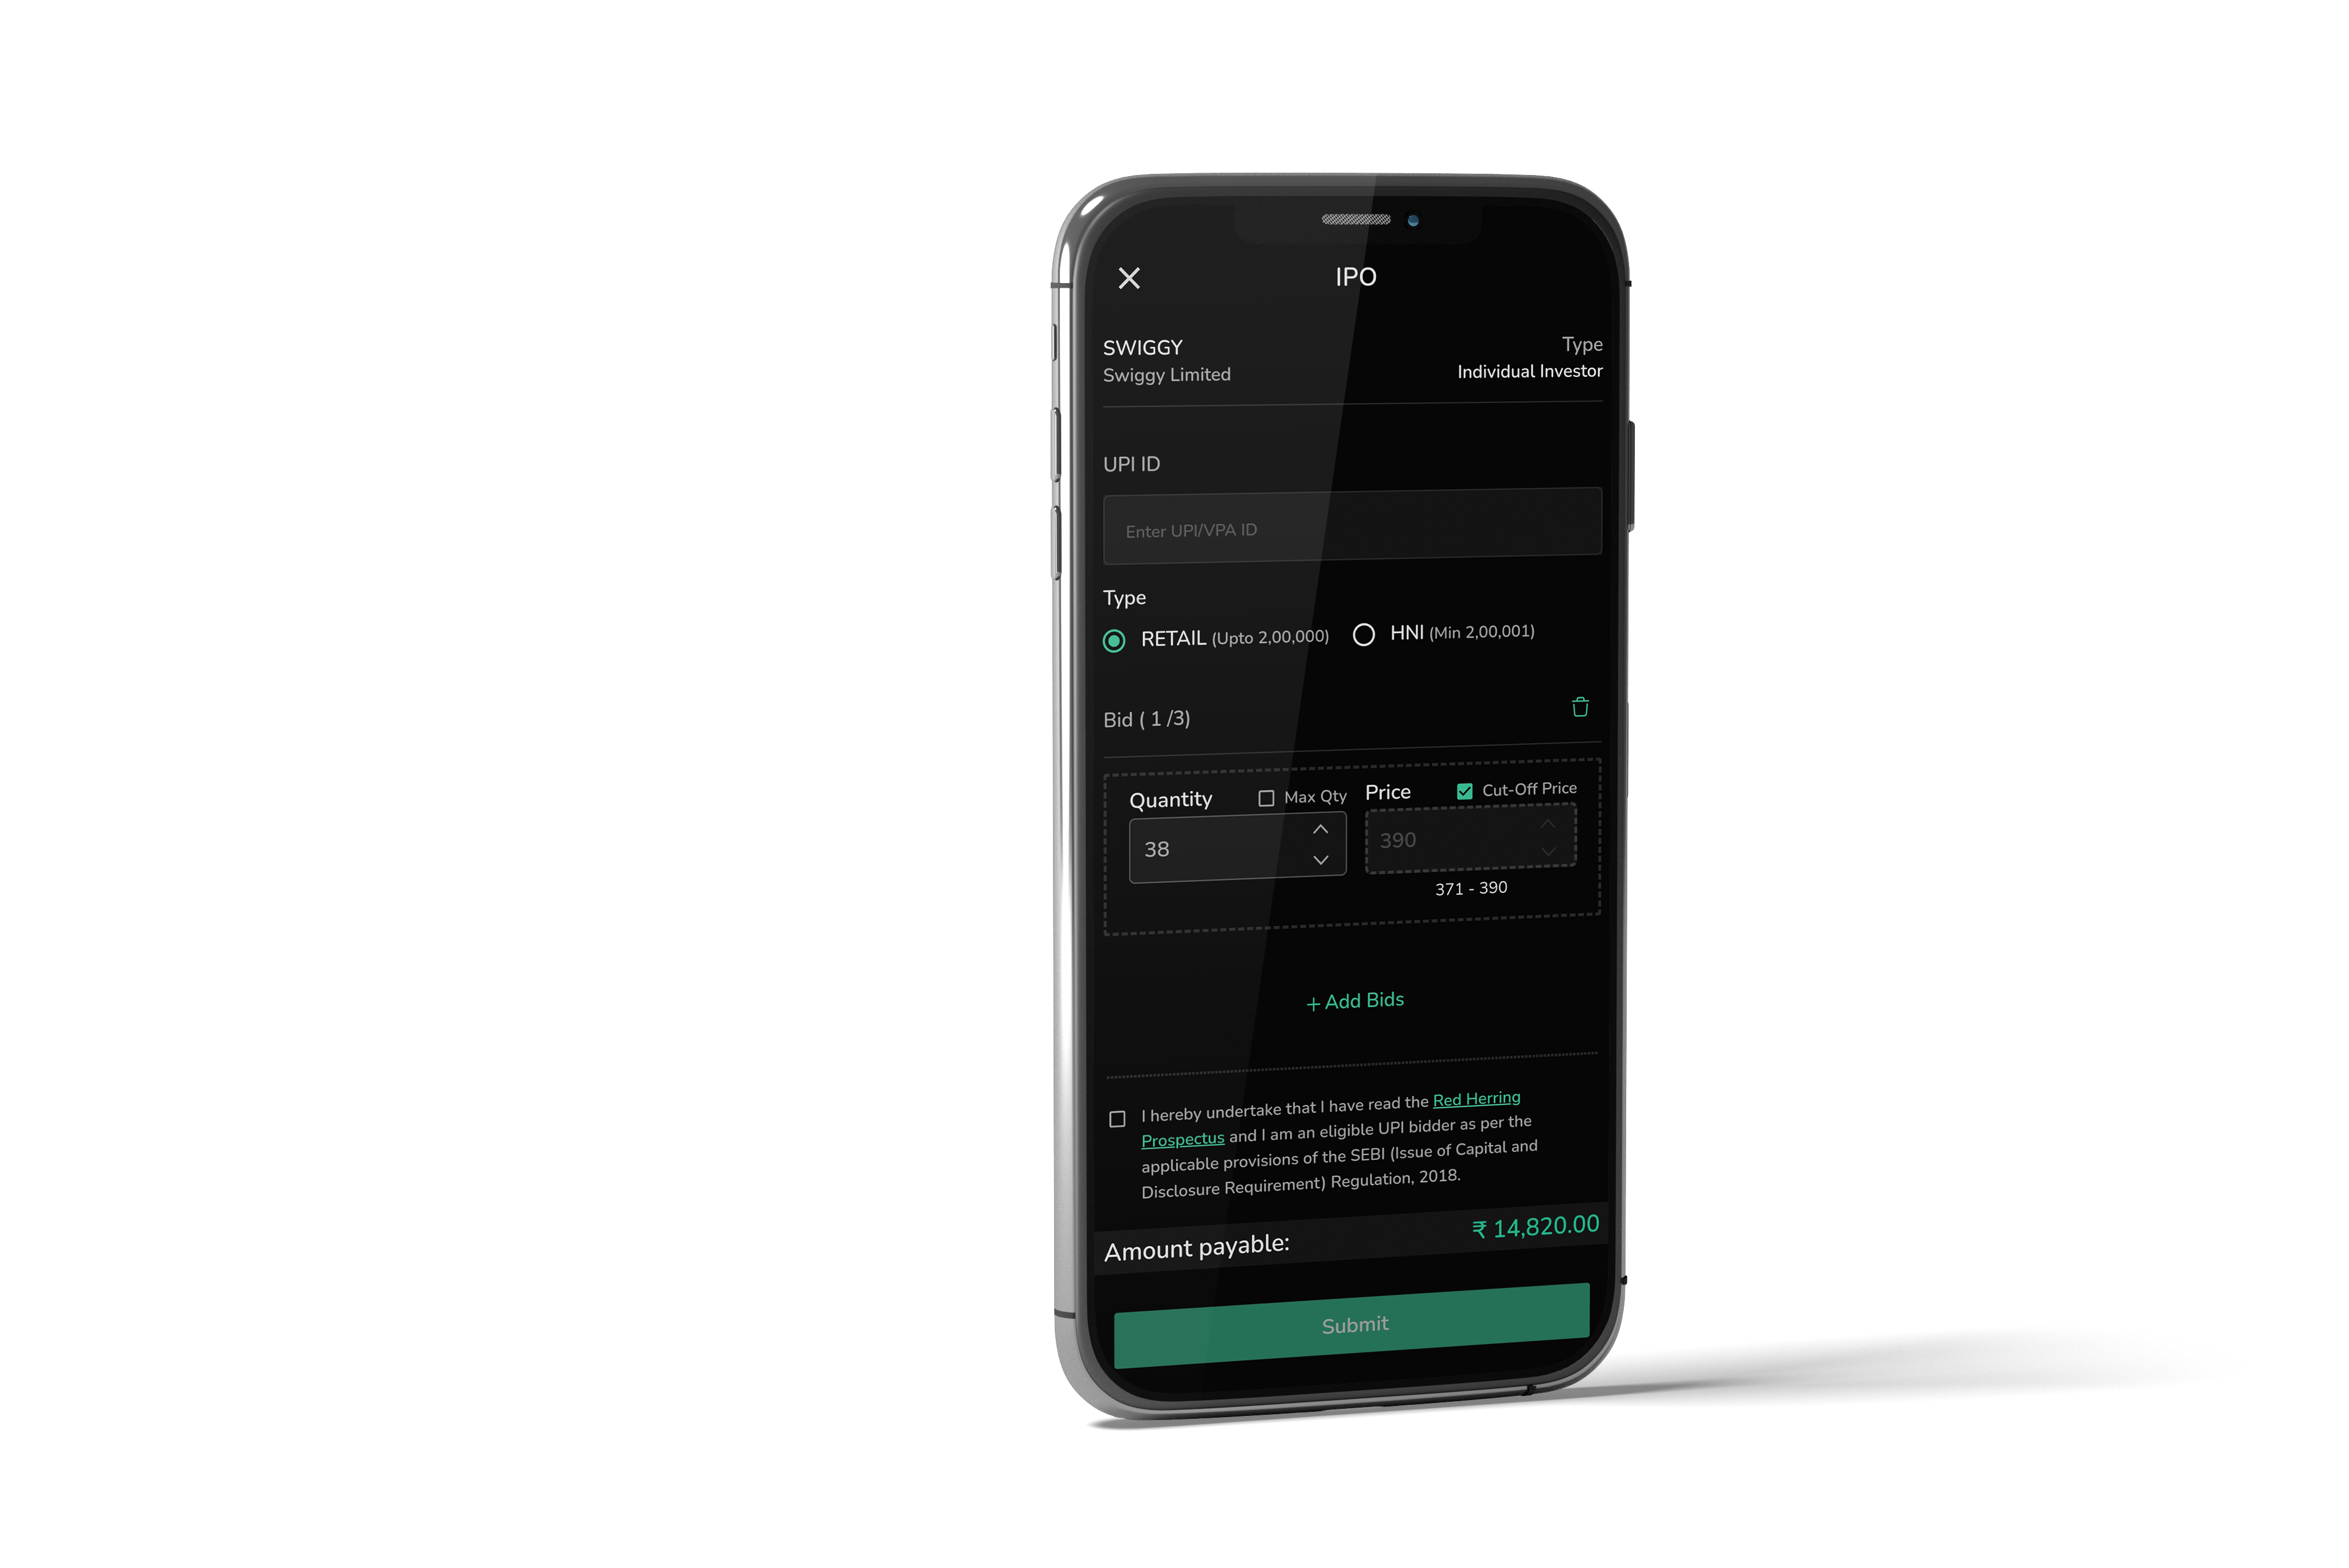 IPO
SWIGGY
Type
Swiggy Limited
Individual Investor
UPI ID
Enter UPI/VPA ID
Type
RETAIL (Upto 2,00,000)
HNI (Min 2,00,001)
Bid ( 1 /3)
Quantity
Max Qty
Price
Cut-Off Price
38
390
371 - 390
+ Add Bids
I hereby undertake that I have read the Red Herring
Prospectus and I am an eligible UPI bidder as per the
applicable provisions of the SEBI (Issue of Capital and
Disclosure Requirement) Regulation, 2018.
Amount payable:
₹ 14,820.00
Submit